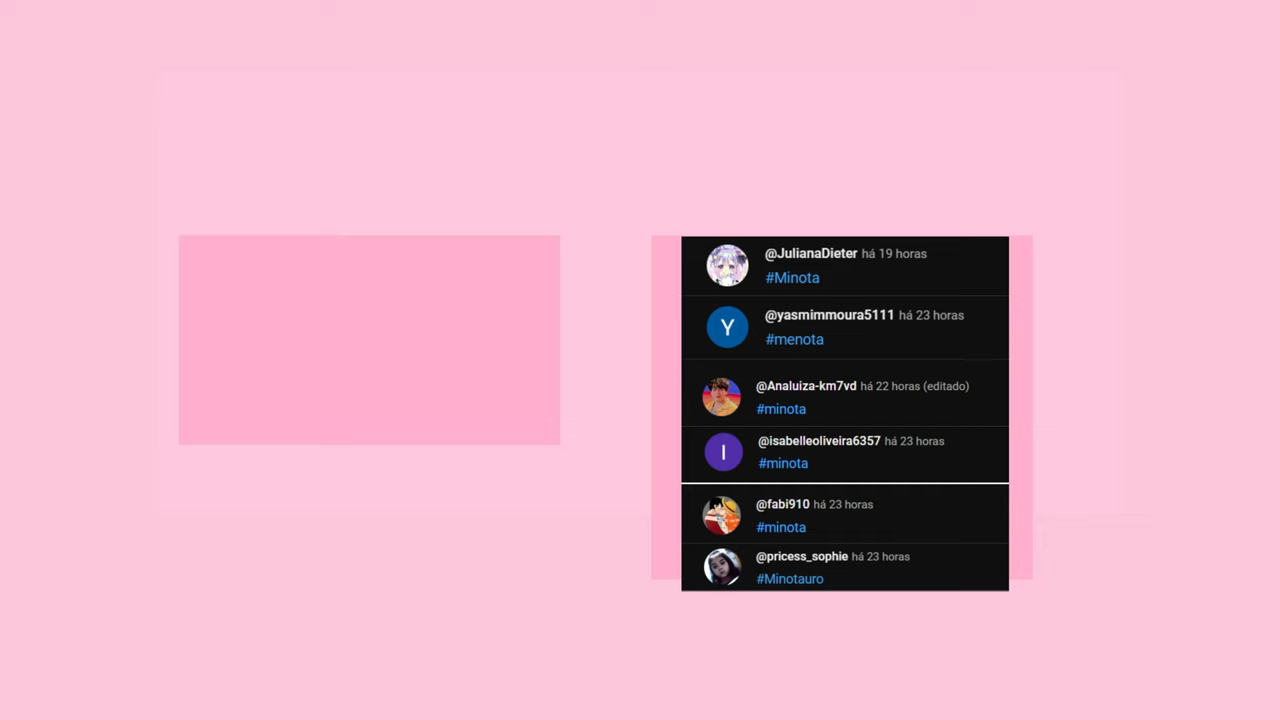 @JulianaDieter há 19 horas
#Minota
Y
@yasmimmoura5111 há 23 horas
#menota
@Analuiza-km7vd há 22 horas (editado)
#minota
I
@isabelleoliveira6357 há 23 horas
#minota
@fabi910 há 23 horas
#minota
@pricess_sophie há 23 horas
#Minotauro